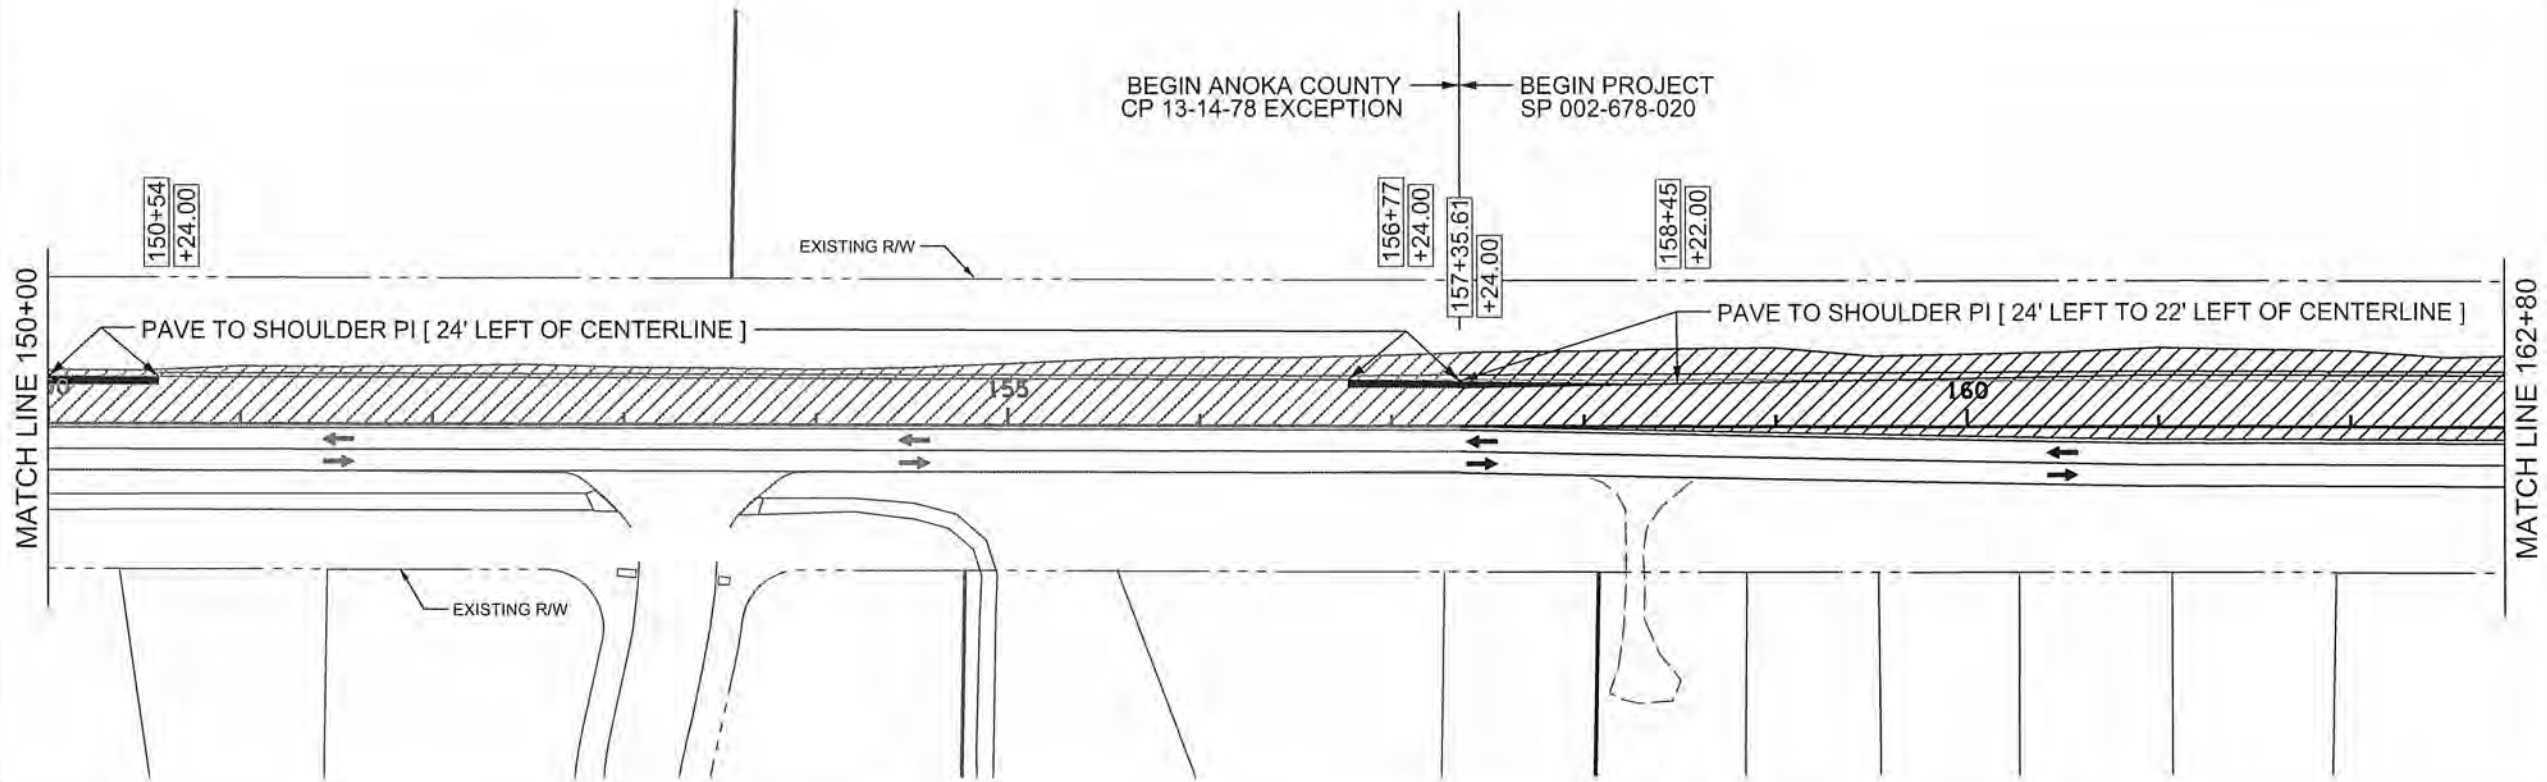 BEGIN ANOKA COUNTY
CP 13-14-78 EXCEPTION
BEGIN PROJECT
SP 002-678-020
150+54
+24.00
156+77
+24.00
157+35.61
+24.00
158+45
+22.00
EXISTING R/W
MATCH LINE 150+00
PAVE TO SHOULDER PI [ 24' LEFT OF CENTERLINE ]
PAVE TO SHOULDER PI [ 24' LEFT TO 22' LEFT OF CENTERLINE ]
MATCH LINE 162+80
155
160
EXISTING R/W